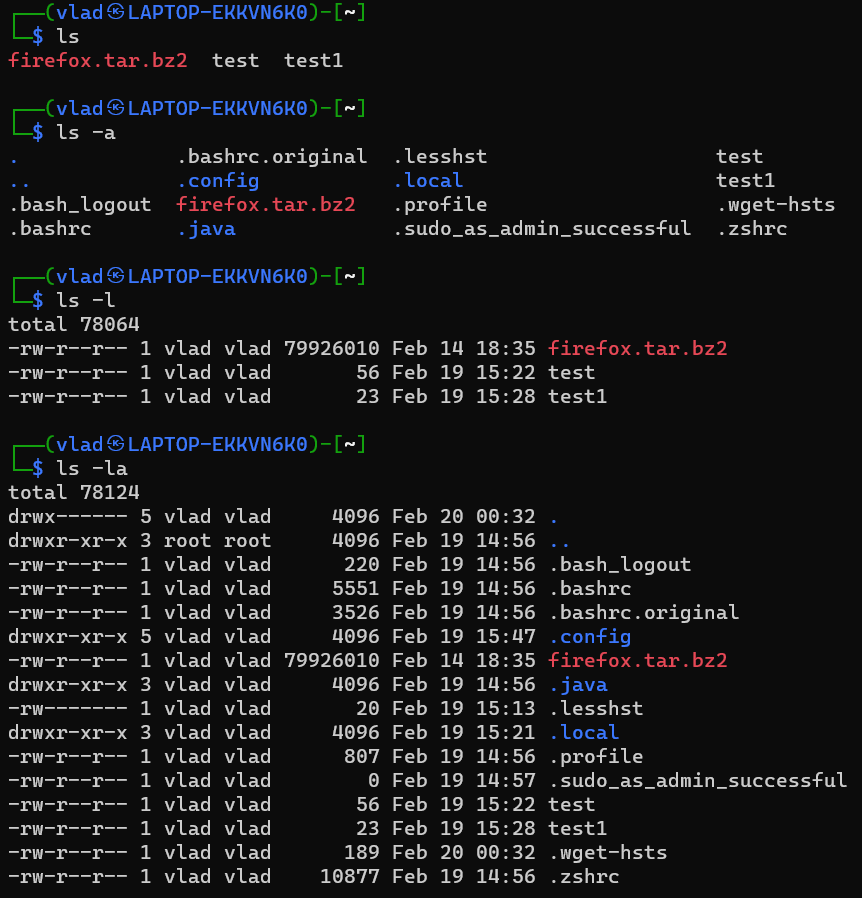 ┌──(vlad㉿LAPTOP-EKKVN6K0)-[~]
└─$ ls
firefox.tar.bz2  test  test1
┌──(vlad㉿LAPTOP-EKKVN6K0)-[~]
└─$ ls -a
.             .bashrc.original  .lesshst                   test
..            .config           .local                     test1
.bash_logout  firefox.tar.bz2   .profile                   .wget-hsts
.bashrc       .java             .sudo_as_admin_successful  .zshrc
┌──(vlad㉿LAPTOP-EKKVN6K0)-[~]
└─$ ls -l
total 78064
-rw-r--r-- 1 vlad vlad 79926010 Feb 14 18:35 firefox.tar.bz2
-rw-r--r-- 1 vlad vlad       56 Feb 19 15:22 test
-rw-r--r-- 1 vlad vlad       23 Feb 19 15:28 test1
┌──(vlad㉿LAPTOP-EKKVN6K0)-[~]
└─$ ls -la
total 78124
drwx------ 5 vlad vlad     4096 Feb 20 00:32 .
drwxr-xr-x 3 root root     4096 Feb 19 14:56 ..
-rw-r--r-- 1 vlad vlad      220 Feb 19 14:56 .bash_logout
-rw-r--r-- 1 vlad vlad     5551 Feb 19 14:56 .bashrc
-rw-r--r-- 1 vlad vlad     3526 Feb 19 14:56 .bashrc.original
drwxr-xr-x 5 vlad vlad     4096 Feb 19 15:47 .config
-rw-r--r-- 1 vlad vlad 79926010 Feb 14 18:35 firefox.tar.bz2
drwxr-xr-x 3 vlad vlad     4096 Feb 19 14:56 .java
-rw------- 1 vlad vlad       20 Feb 19 15:13 .lesshst
drwxr-xr-x 3 vlad vlad     4096 Feb 19 15:21 .local
-rw-r--r-- 1 vlad vlad      807 Feb 19 14:56 .profile
-rw-r--r-- 1 vlad vlad        0 Feb 19 14:57 .sudo_as_admin_successful
-rw-r--r-- 1 vlad vlad       56 Feb 19 15:22 test
-rw-r--r-- 1 vlad vlad       23 Feb 19 15:28 test1
-rw-r--r-- 1 vlad vlad      189 Feb 20 00:32 .wget-hsts
-rw-r--r-- 1 vlad vlad    10877 Feb 19 14:56 .zshrc